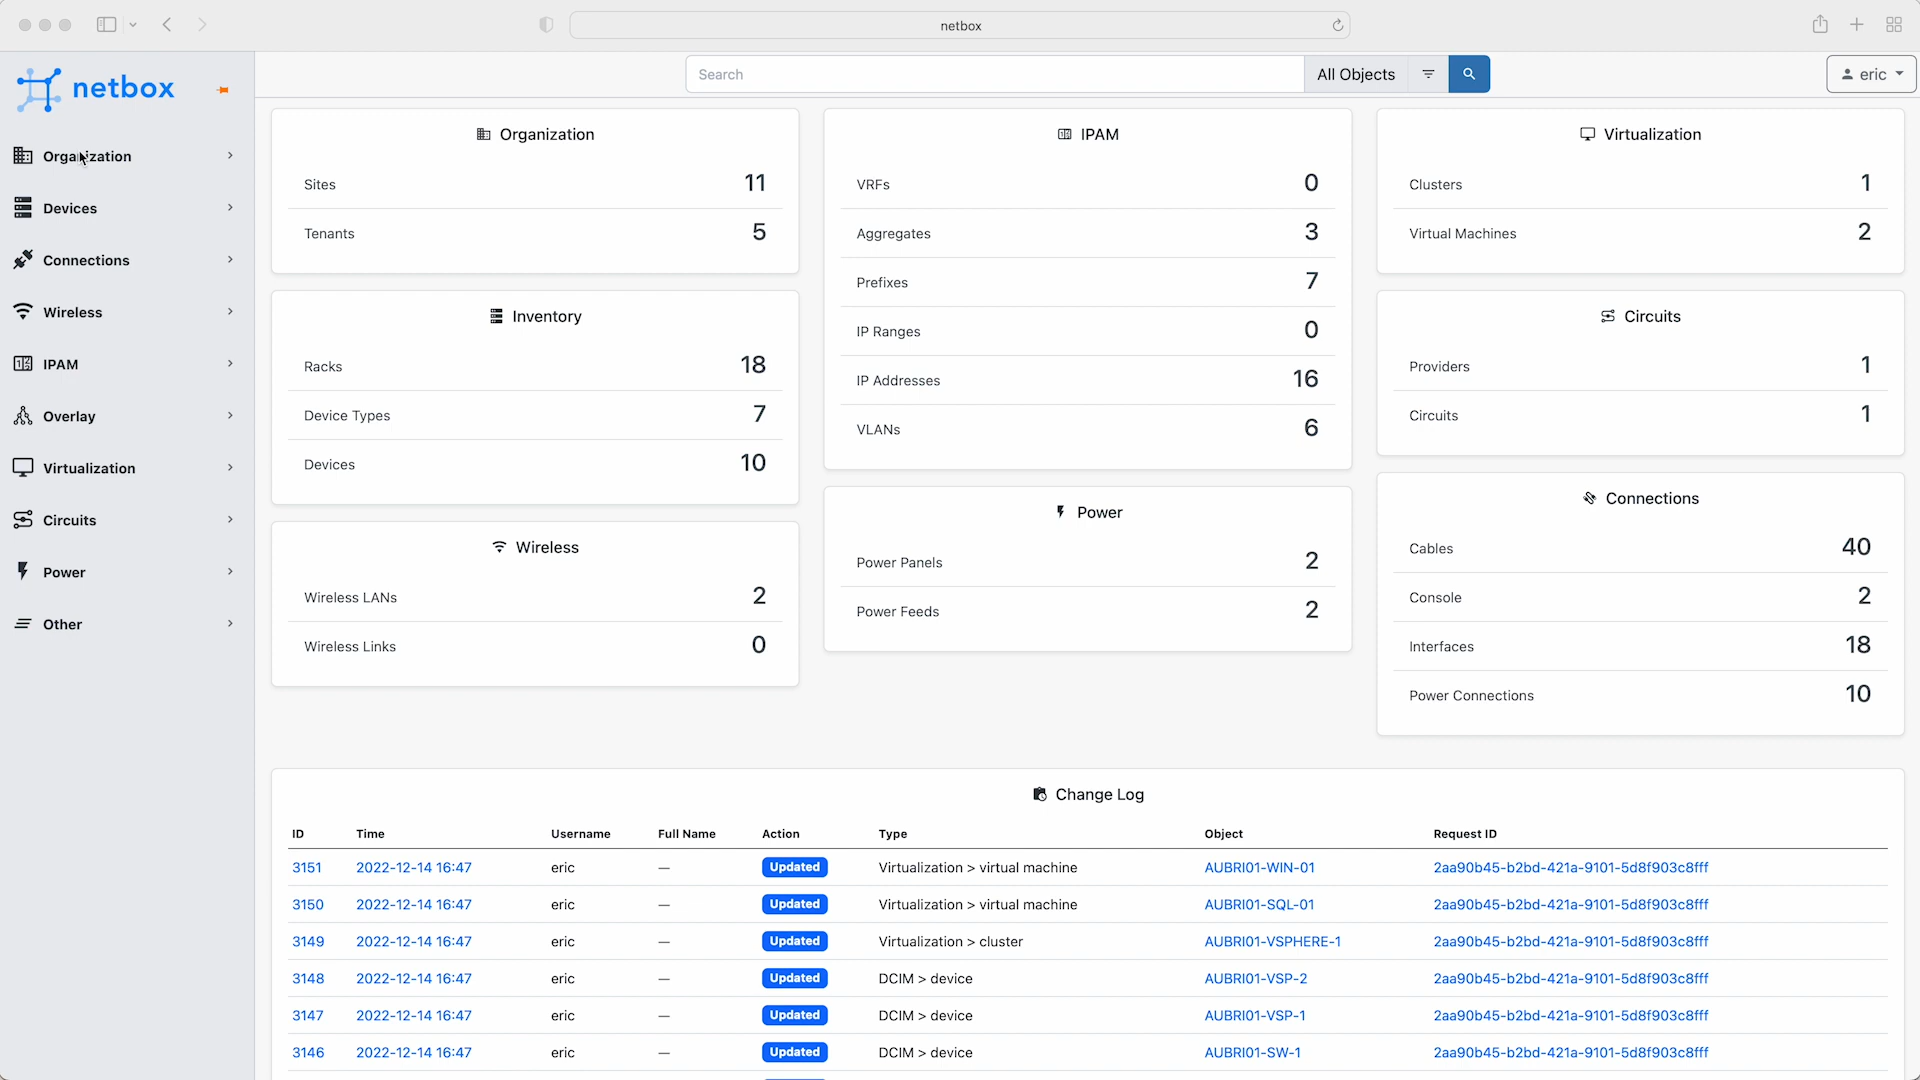 netbox
netbox
Search
All Objects
eric
Organization
Devices
Connections
Wireless
IPAM
Overlay
Virtualization
Circuits
Power
Other
Organization
Sites 11
Tenants 5
Inventory
Racks 18
Device Types 7
Devices 10
Wireless
Wireless LANs 2
Wireless Links 0
IPAM
VRFs 0
Aggregates 3
Prefixes 7
IP Ranges 0
IP Addresses 16
VLANs 6
Power
Power Panels 2
Power Feeds 2
Virtualization
Clusters 1
Virtual Machines 2
Circuits
Providers 1
Circuits 1
Connections
Cables 40
Console 2
Interfaces 18
Power Connections 10
Change Log
ID Time Username Full Name Action Type Object Request ID
3151 2022-12-14 16:47 eric — Updated Virtualization > virtual machine AUBRI01-WIN-01 2aa90b45-b2bd-421a-9101-5d8f903c8fff
3150 2022-12-14 16:47 eric — Updated Virtualization > virtual machine AUBRI01-SQL-01 2aa90b45-b2bd-421a-9101-5d8f903c8fff
3149 2022-12-14 16:47 eric — Updated Virtualization > cluster AUBRI01-VSPHERE-1 2aa90b45-b2bd-421a-9101-5d8f903c8fff
3148 2022-12-14 16:47 eric — Updated DCIM > device AUBRI01-VSP-2 2aa90b45-b2bd-421a-9101-5d8f903c8fff
3147 2022-12-14 16:47 eric — Updated DCIM > device AUBRI01-VSP-1 2aa90b45-b2bd-421a-9101-5d8f903c8fff
3146 2022-12-14 16:47 eric — Updated DCIM > device AUBRI01-SW-1 2aa90b45-b2bd-421a-9101-5d8f903c8fff